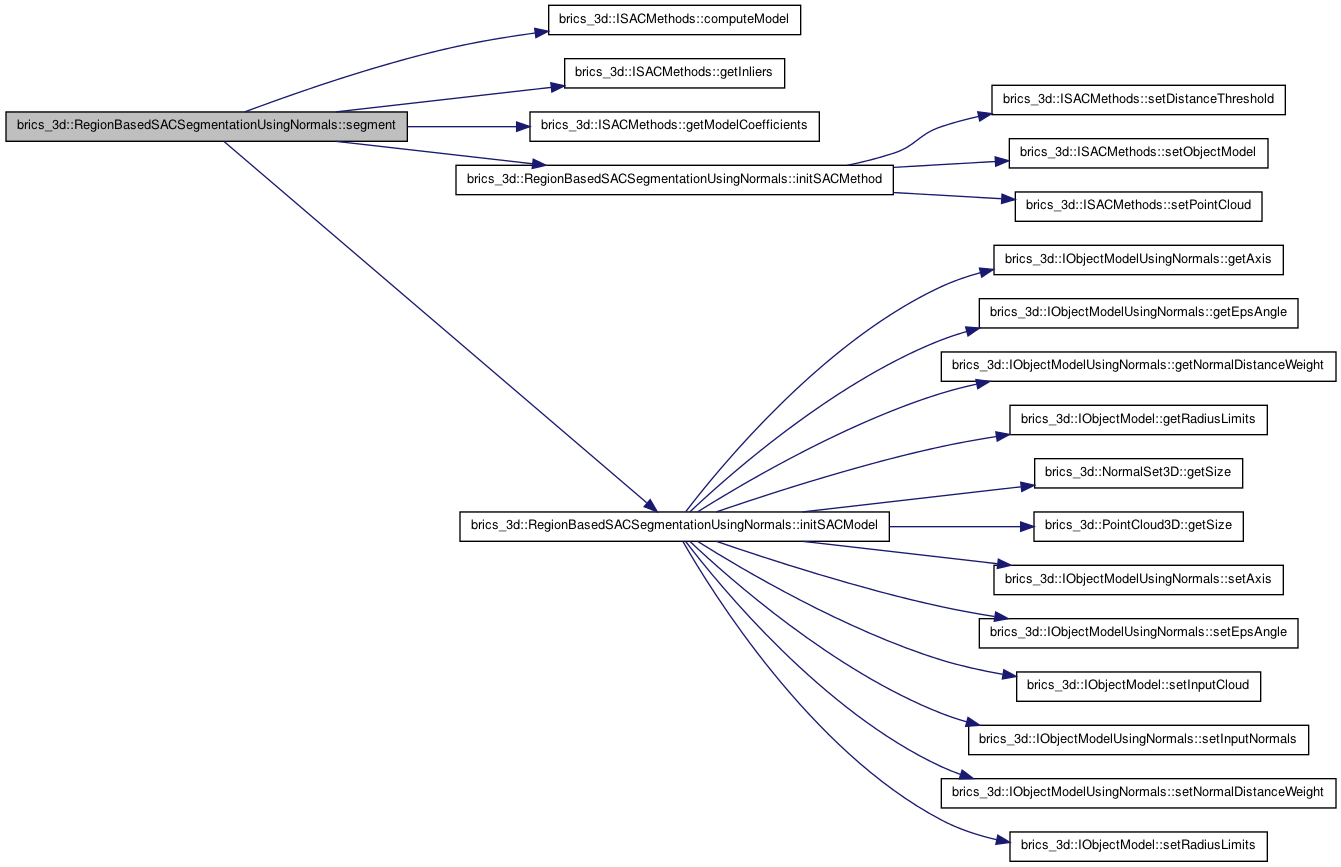 brics_3d::ISACMethods::computeModel
brics_3d::ISACMethods::getInliers
brics_3d::RegionBasedSACSegmentationUsingNormals::segment
brics_3d::ISACMethods::getModelCoefficients
brics_3d::RegionBasedSACSegmentationUsingNormals::initSACMethod
brics_3d::ISACMethods::setDistanceThreshold
brics_3d::ISACMethods::setObjectModel
brics_3d::ISACMethods::setPointCloud
brics_3d::RegionBasedSACSegmentationUsingNormals::initSACModel
brics_3d::IObjectModelUsingNormals::getAxis
brics_3d::IObjectModelUsingNormals::getEpsAngle
brics_3d::IObjectModelUsingNormals::getNormalDistanceWeight
brics_3d::IObjectModel::getRadiusLimits
brics_3d::NormalSet3D::getSize
brics_3d::PointCloud3D::getSize
brics_3d::IObjectModelUsingNormals::setAxis
brics_3d::IObjectModelUsingNormals::setEpsAngle
brics_3d::IObjectModel::setInputCloud
brics_3d::IObjectModelUsingNormals::setInputNormals
brics_3d::IObjectModelUsingNormals::setNormalDistanceWeight
brics_3d::IObjectModel::setRadiusLimits